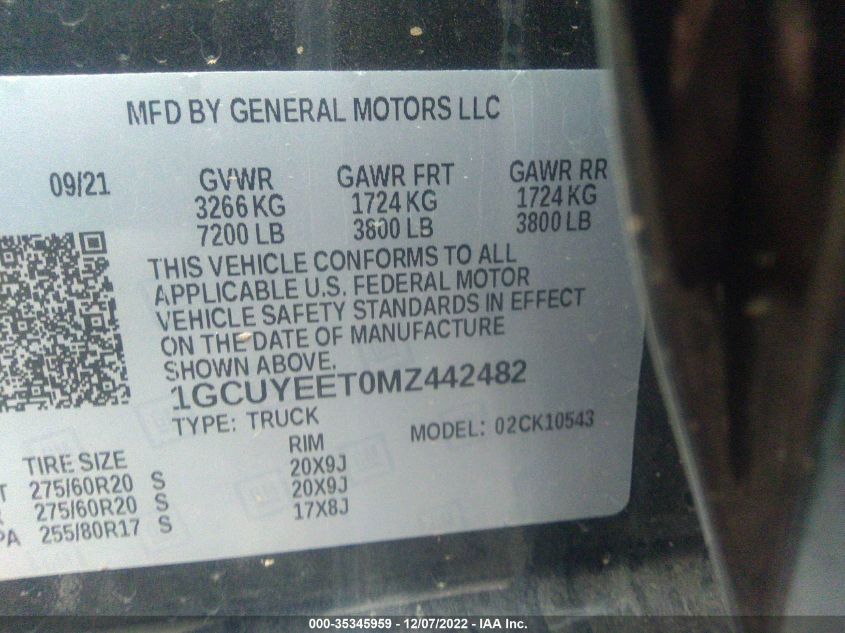 MFD BY GENERAL MOTORS LLC
09/21 GVWR GAWR FRT GAWR RR
3266 KG 1724 KG 1724 KG
7200 LB 3800 LB 3800 LB
THIS VEHICLE CONFORMS TO ALL
APPLICABLE U.S. FEDERAL MOTOR
VEHICLE SAFETY STANDARDS IN EFFECT
ON THE DATE OF MANUFACTURE
SHOWN ABOVE.
1GCUYEET0MZ442482
TYPE: TRUCK MODEL: 02CK10543
TIRE SIZE RIM
275/60R20 S 20X9J
275/60R20 S 20X9J
255/80R17 S 17X8J
000-35345959 - 12/07/2022 - IAA Inc.